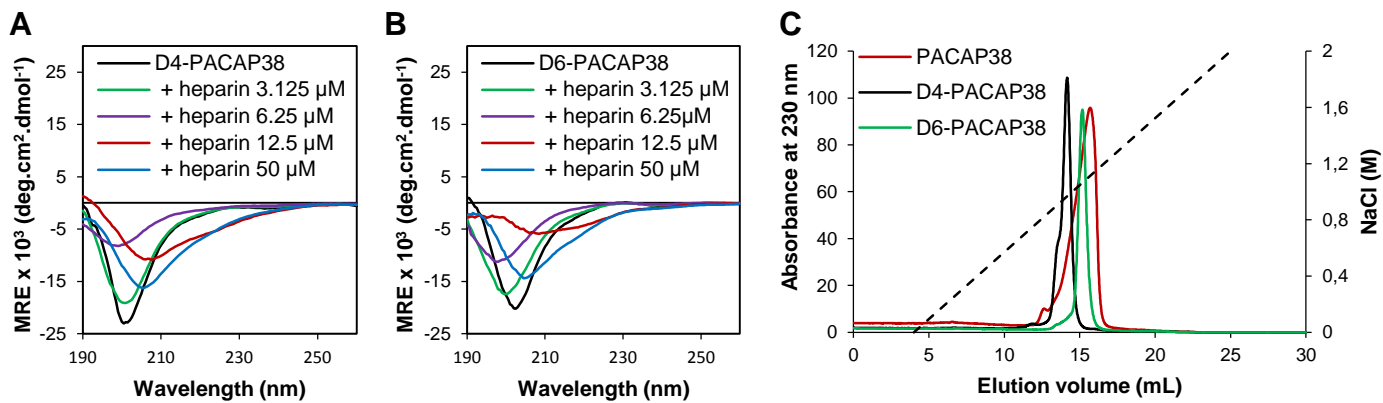 A
MRE x 10³ (deg.cm².dmol⁻¹)
25
15
5
-5
-15
-25
D4-PACAP38
+ heparin 3.125 µM
+ heparin 6.25 µM
+ heparin 12.5 µM
+ heparin 50 µM
190 210 230 250
Wavelength (nm)
B
MRE x 10³ (deg.cm².dmol⁻¹)
25
15
5
-5
-15
-25
D6-PACAP38
+ heparin 3.125 µM
+ heparin 6.25µM
+ heparin 12.5 µM
+ heparin 50 µM
190 210 230 250
Wavelength (nm)
C
Absorbance at 230 nm
120
100
80
60
40
20
0
PACAP38
D4-PACAP38
D6-PACAP38
2
1,6
1,2
0,8
0,4
0
NaCl (M)
0 5 10 15 20 25 30
Elution volume (mL)